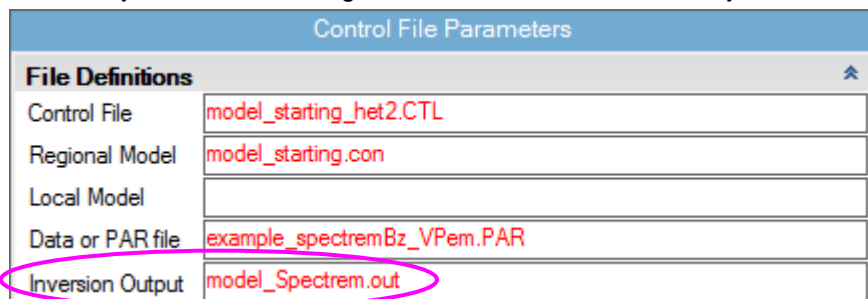 Control File Parameters
File Definitions
Control File model_starting_het2.CTL
Regional Model model_starting.con
Local Model
Data or PAR file example_spectremBz_VPem.PAR
Inversion Output model_Spectrem.out